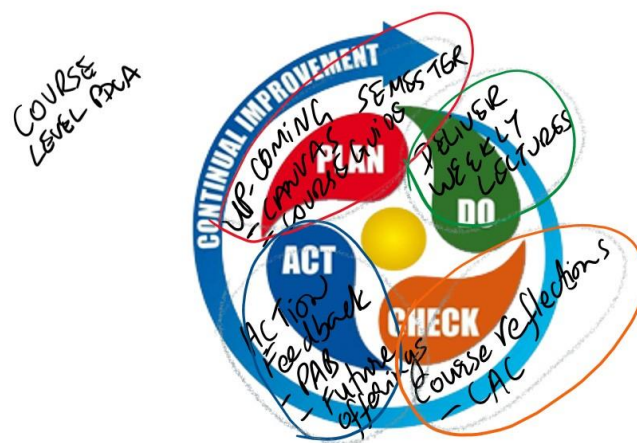 COURSE
LEVEL PDCA
CONTINUAL IMPROVEMENT
PLAN
UP-COMING SEMESTER
- CANVAS
- COURSE GUIDE
DO
DELIVER
WEEKLY
LECTURES
CHECK
Course reflections
- CAC
ACT
ACTION
Feedback
- PAB
- Future
offerings